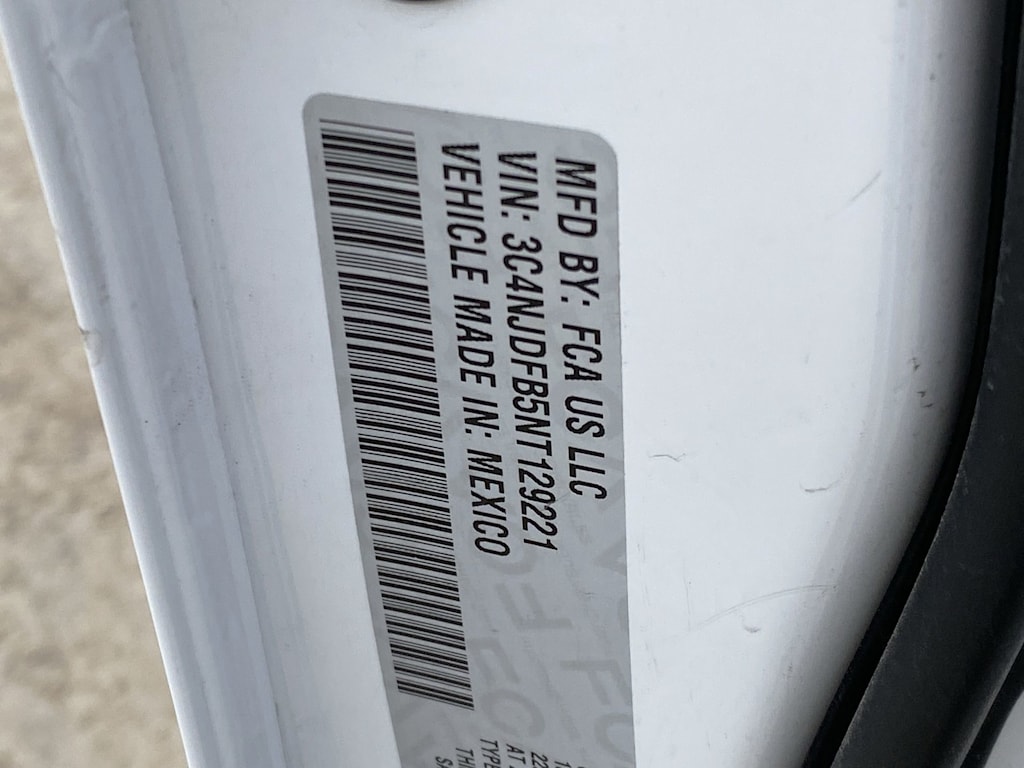 MFD BY: FCA US LLC
VIN: 3C4NJDFB5NT129221
VEHICLE MADE IN: MEXICO